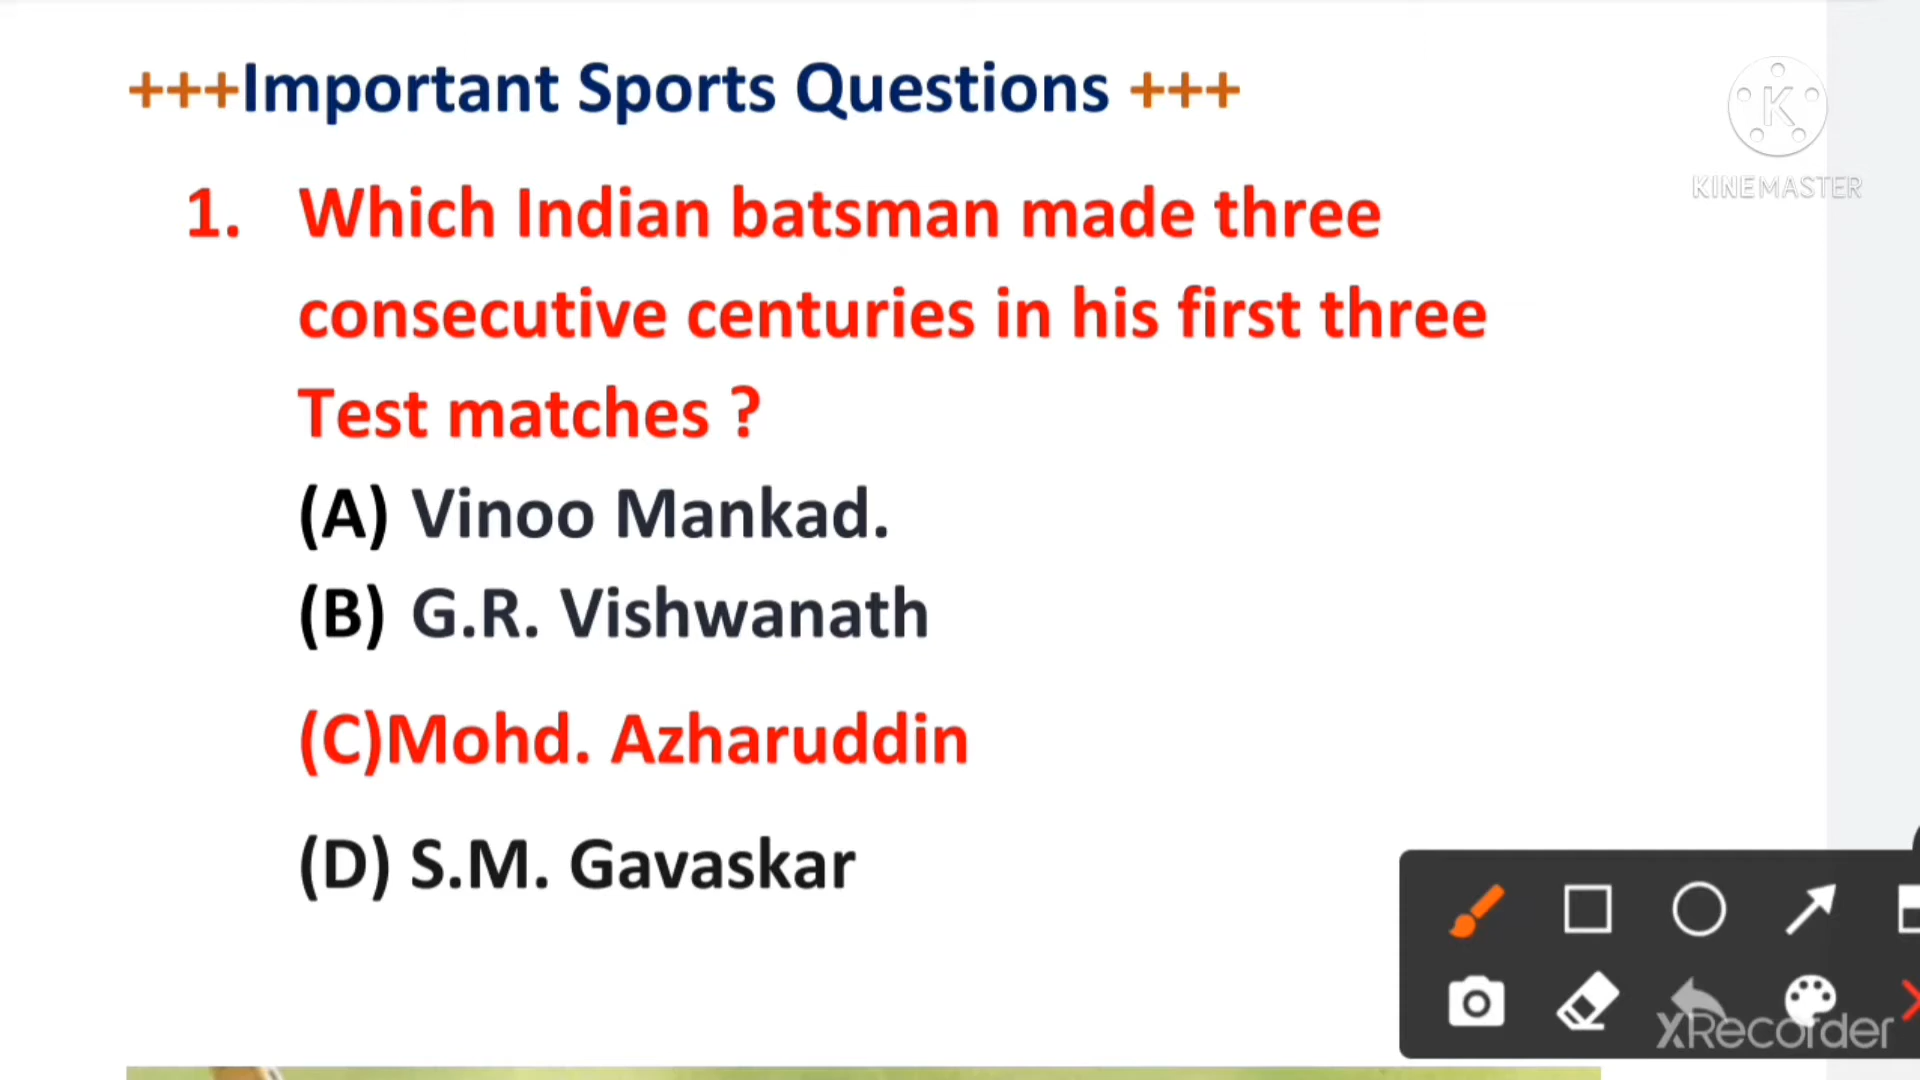 +++Important Sports Questions +++
K
KINEMASTER
1. Which Indian batsman made three
consecutive centuries in his first three
Test matches ?
(A) Vinoo Mankad.
(B) G.R. Vishwanath
(C)Mohd. Azharuddin
(D) S.M. Gavaskar
XRecorder